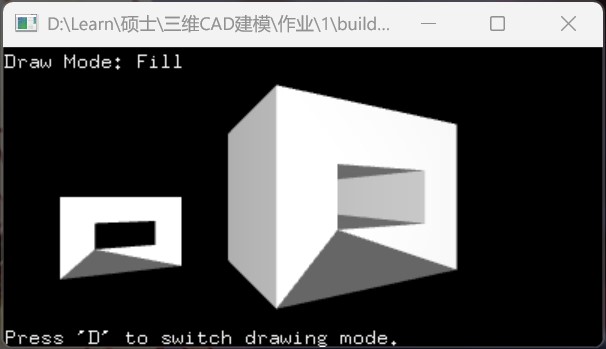 D:\Learn\硕士\三维CAD建模\作业\1\build...
Draw Mode: Fill
Press 'D' to switch drawing mode.